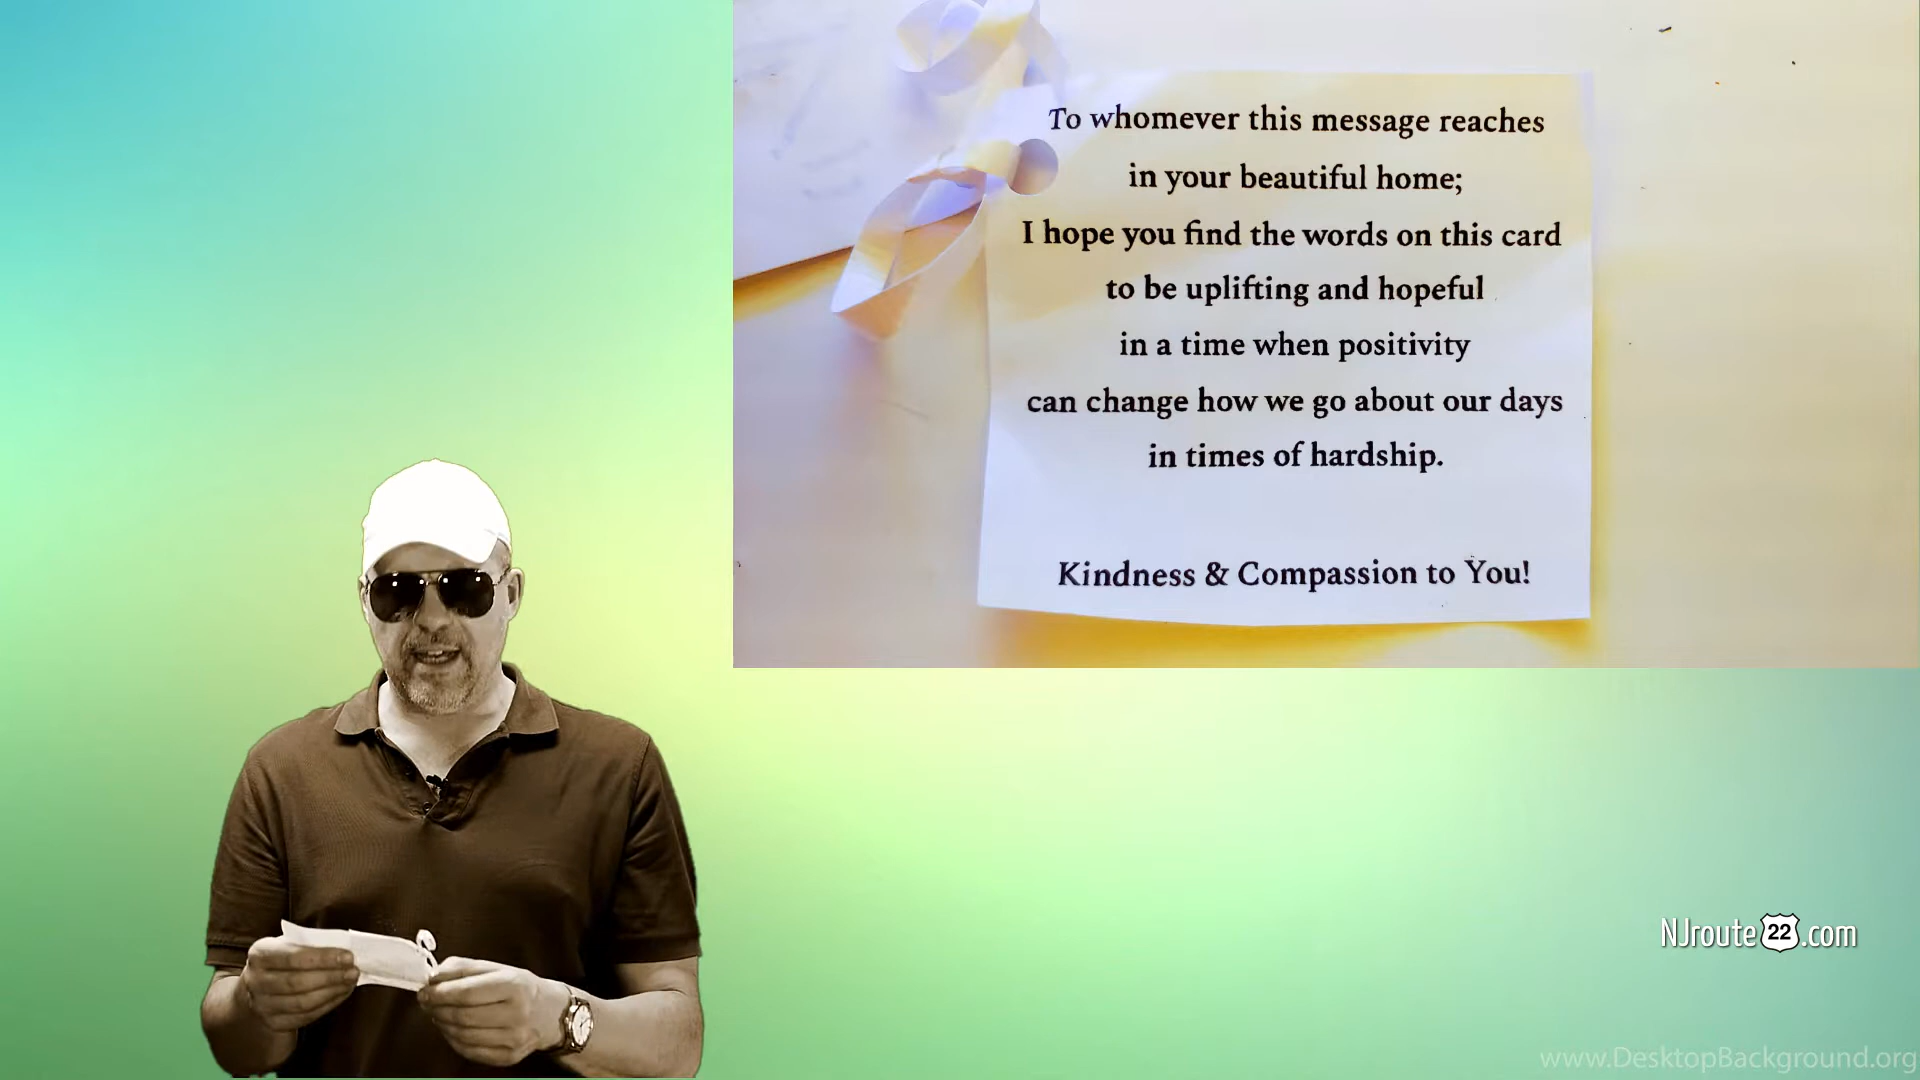 To whomever this message reaches
in your beautiful home;
I hope you find the words on this card
to be uplifting and hopeful
in a time when positivity
can change how we go about our days
in times of hardship.
Kindness & Compassion to You!
NJroute22.com
www.DesktopBackground.org